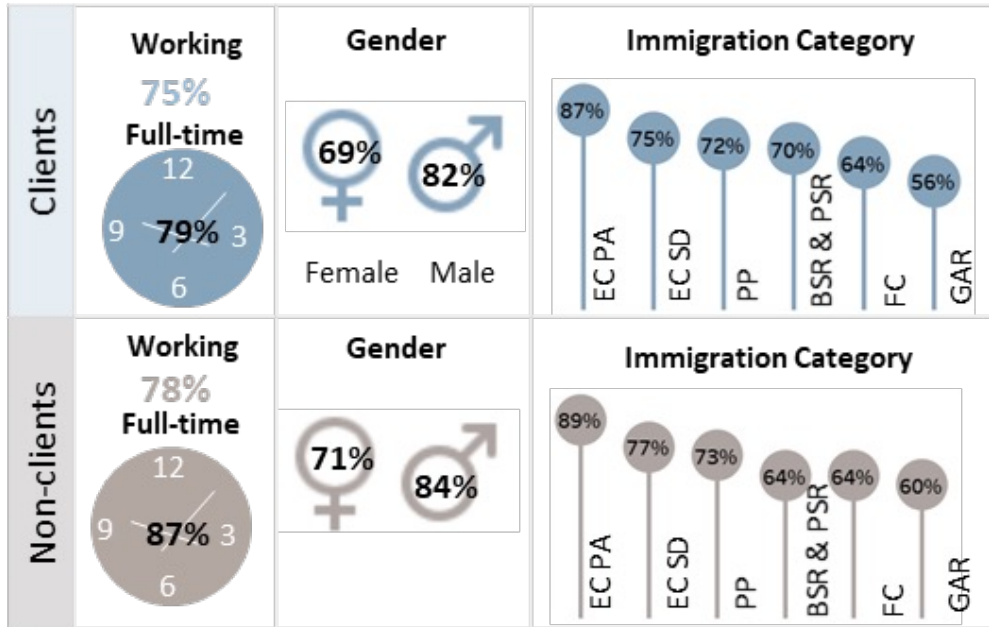 Clients
Working
75%
Full-time
12
9
79%
3
6
Gender
69%
82%
Female Male
Immigration Category
87%
75%
72%
70%
64%
56%
EC PA
EC SD
PP
BSR & PSR
FC
GAR
Non-clients
Working
78%
Full-time
12
9
87%
3
6
Gender
71%
84%
Immigration Category
89%
77%
73%
64%
64%
60%
EC PA
EC SD
PP
BSR & PSR
FC
GAR